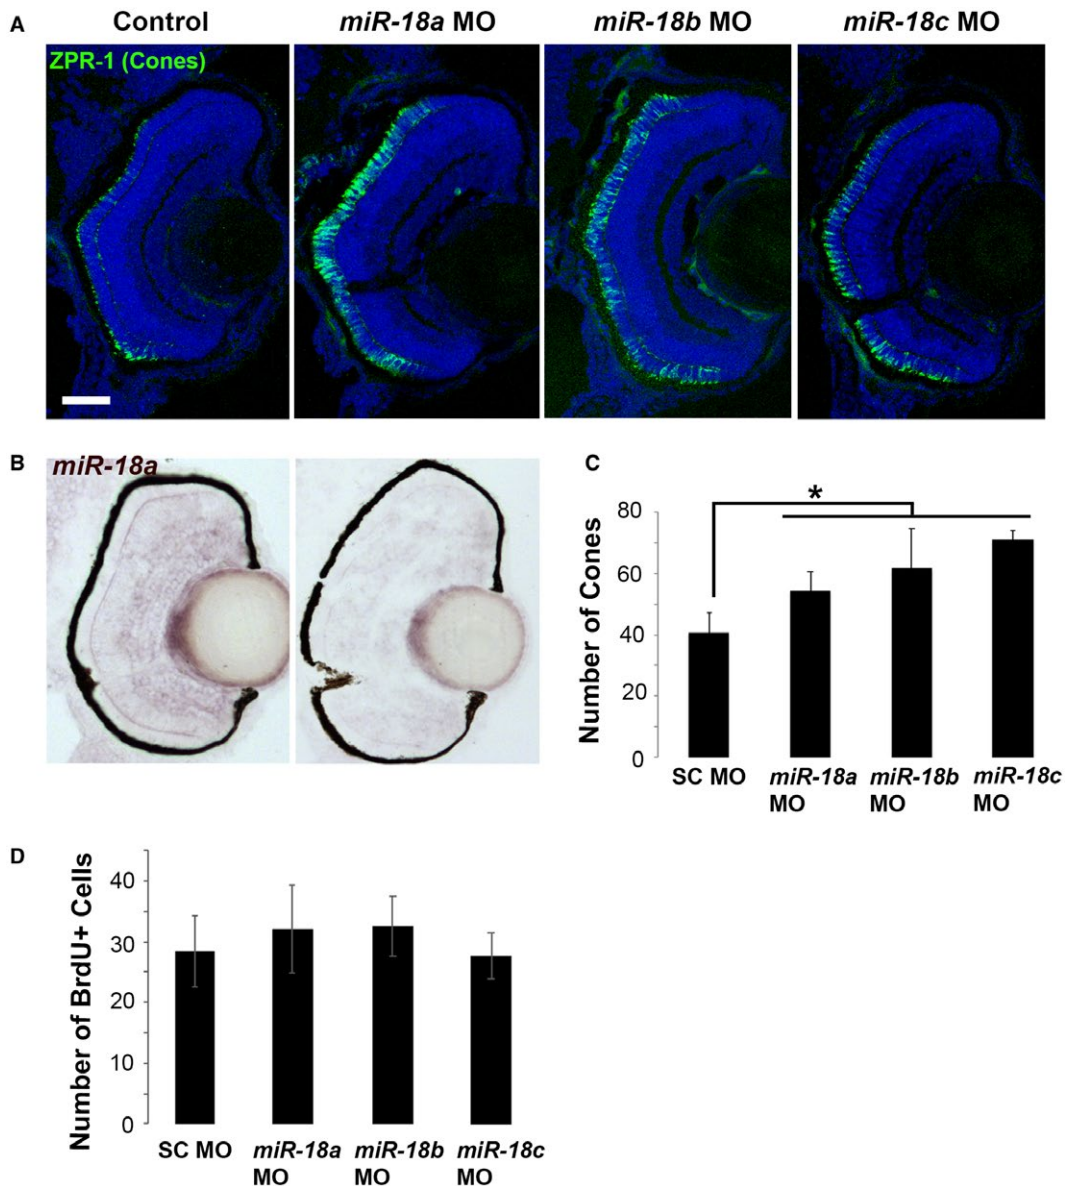 A
Control
miR-18a MO
miR-18b MO
miR-18c MO
ZPR-1 (Cones)
B
miR-18a
C
*
Number of Cones
80
60
40
20
0
SC MO
miR-18a MO
miR-18b MO
miR-18c MO
D
Number of BrdU+ Cells
40
30
20
10
0
SC MO
miR-18a MO
miR-18b MO
miR-18c MO